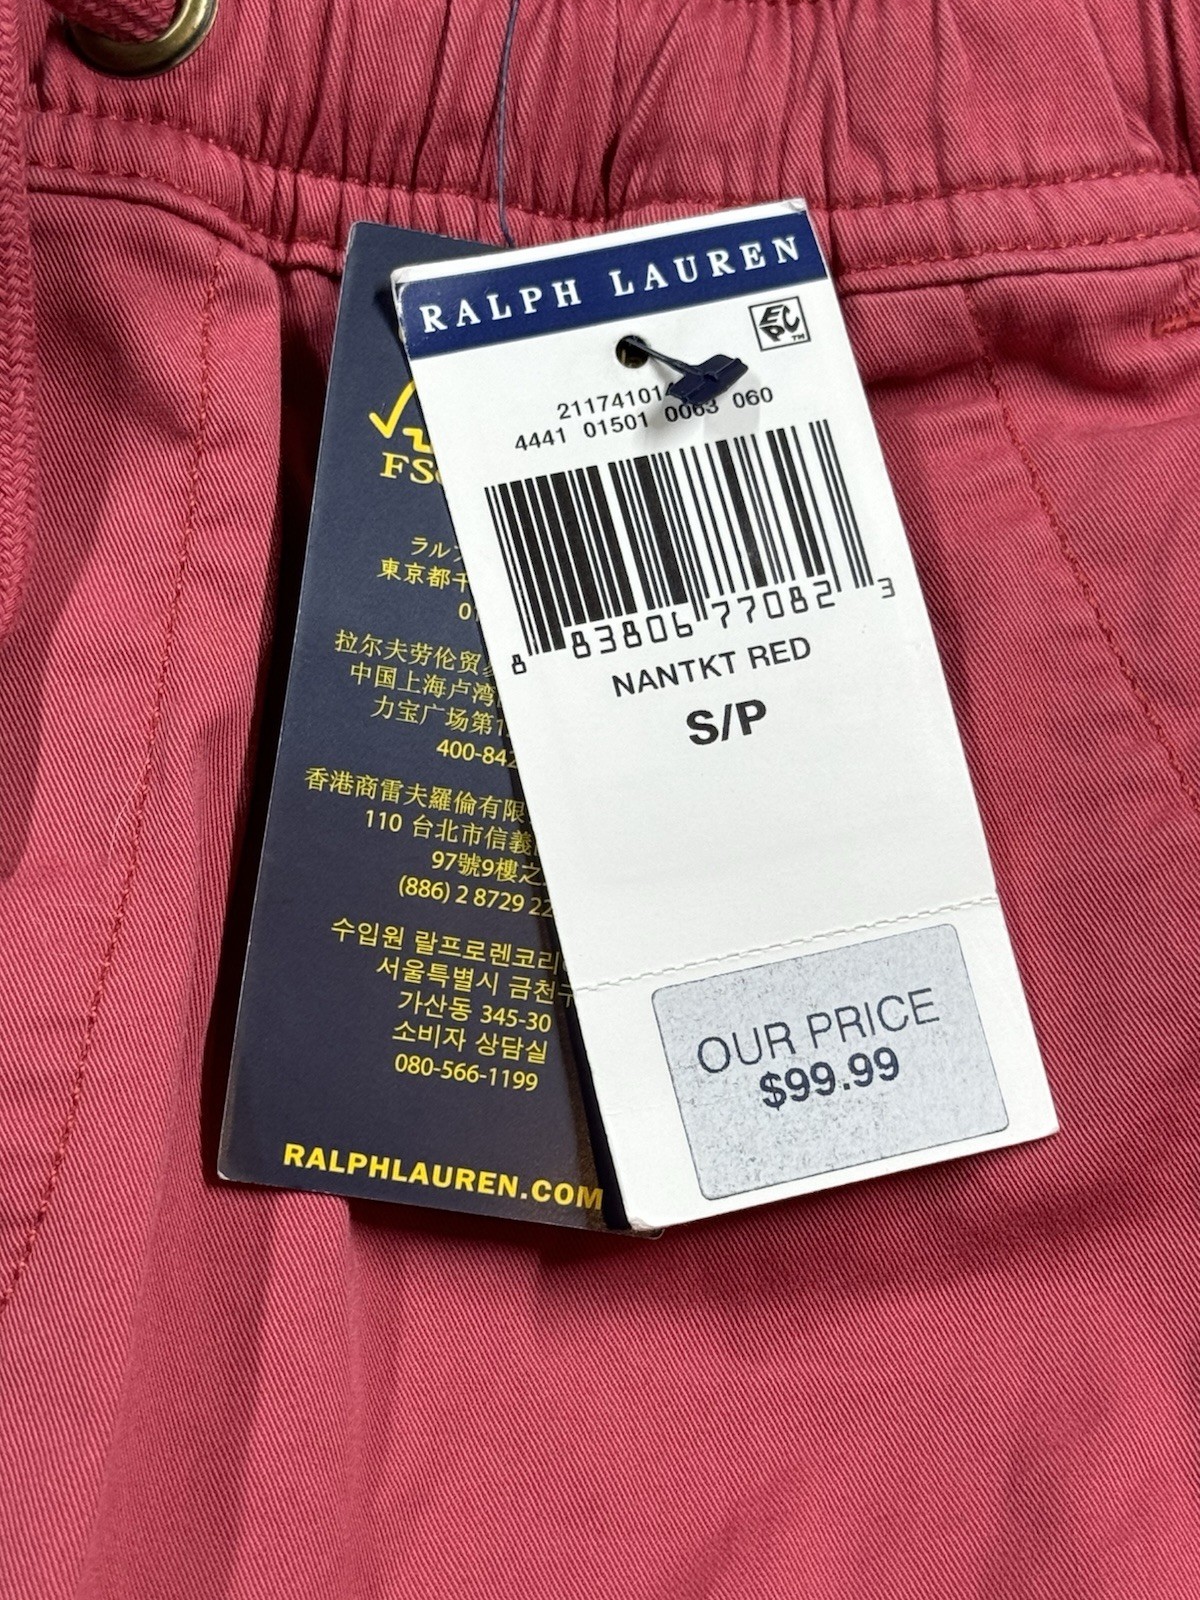 RALPH LAUREN
EPC™
4441 01501 0063 060
8 83806 77082 3
NANTKT RED
S/P
OUR PRICE
$99.99
東京都千
拉尔夫劳伦贸
中国上海卢湾
力宝广场第
400-842
香港商雷夫羅倫有限
110 台北市信義
97號9樓之
(886) 2 8729 22
수입원 랄프로렌코리
서울특별시 금천구
가산동 345-30
소비자 상담실
080-566-1199
RALPHLAUREN.COM